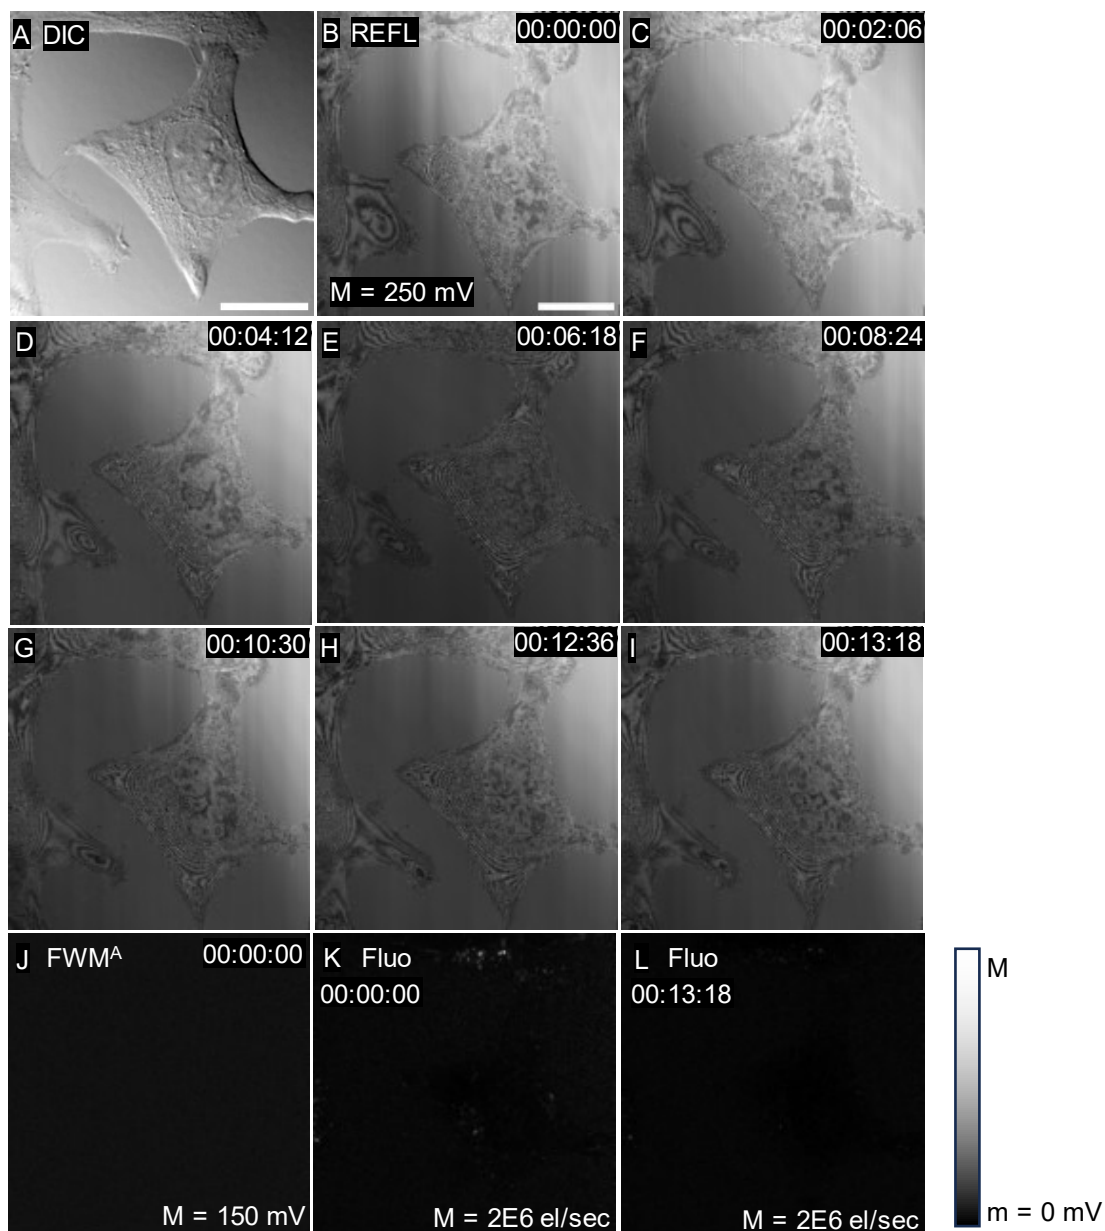 A DIC
B REFL 00:00:00
C 00:02:06
M = 250 mV
D 00:04:12
E 00:06:18
F 00:08:24
G 00:10:30
H 00:12:36
I 00:13:18
J FWMᴬ 00:00:00
K Fluo
00:00:00
L Fluo
00:13:18
M = 150 mV
M = 2E6 el/sec
M = 2E6 el/sec
M
m = 0 mV